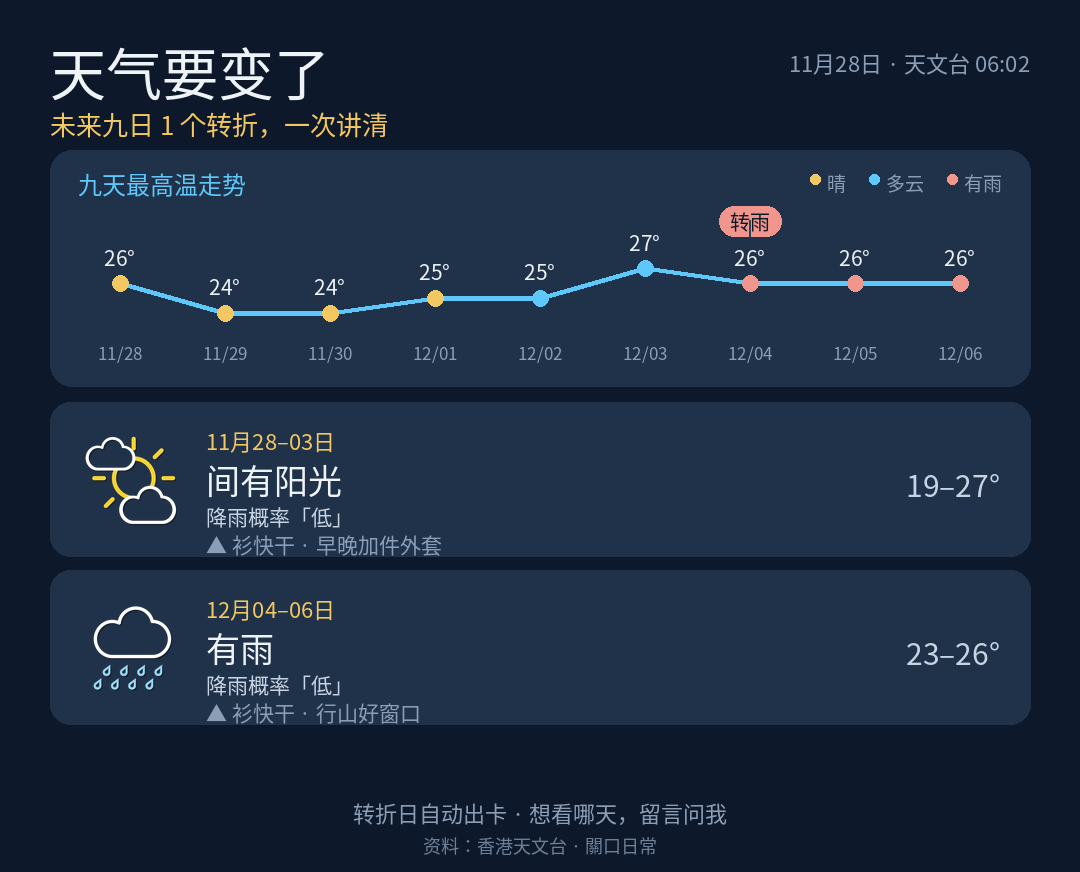 天气要变了
11月28日 · 天文台 06:02
未来九日 1 个转折，一次讲清
九天最高温走势
晴 多云 有雨
转雨
26° 24° 24° 25° 25° 27° 26° 26° 26°
11/28 11/29 11/30 12/01 12/02 12/03 12/04 12/05 12/06
11月28–03日
间有阳光
19–27°
降雨概率「低」
▲ 衫快干 · 早晚加件外套
12月04–06日
有雨
23–26°
降雨概率「低」
▲ 衫快干 · 行山好窗口
转折日自动出卡 · 想看哪天，留言问我
资料：香港天文台 · 關口日常